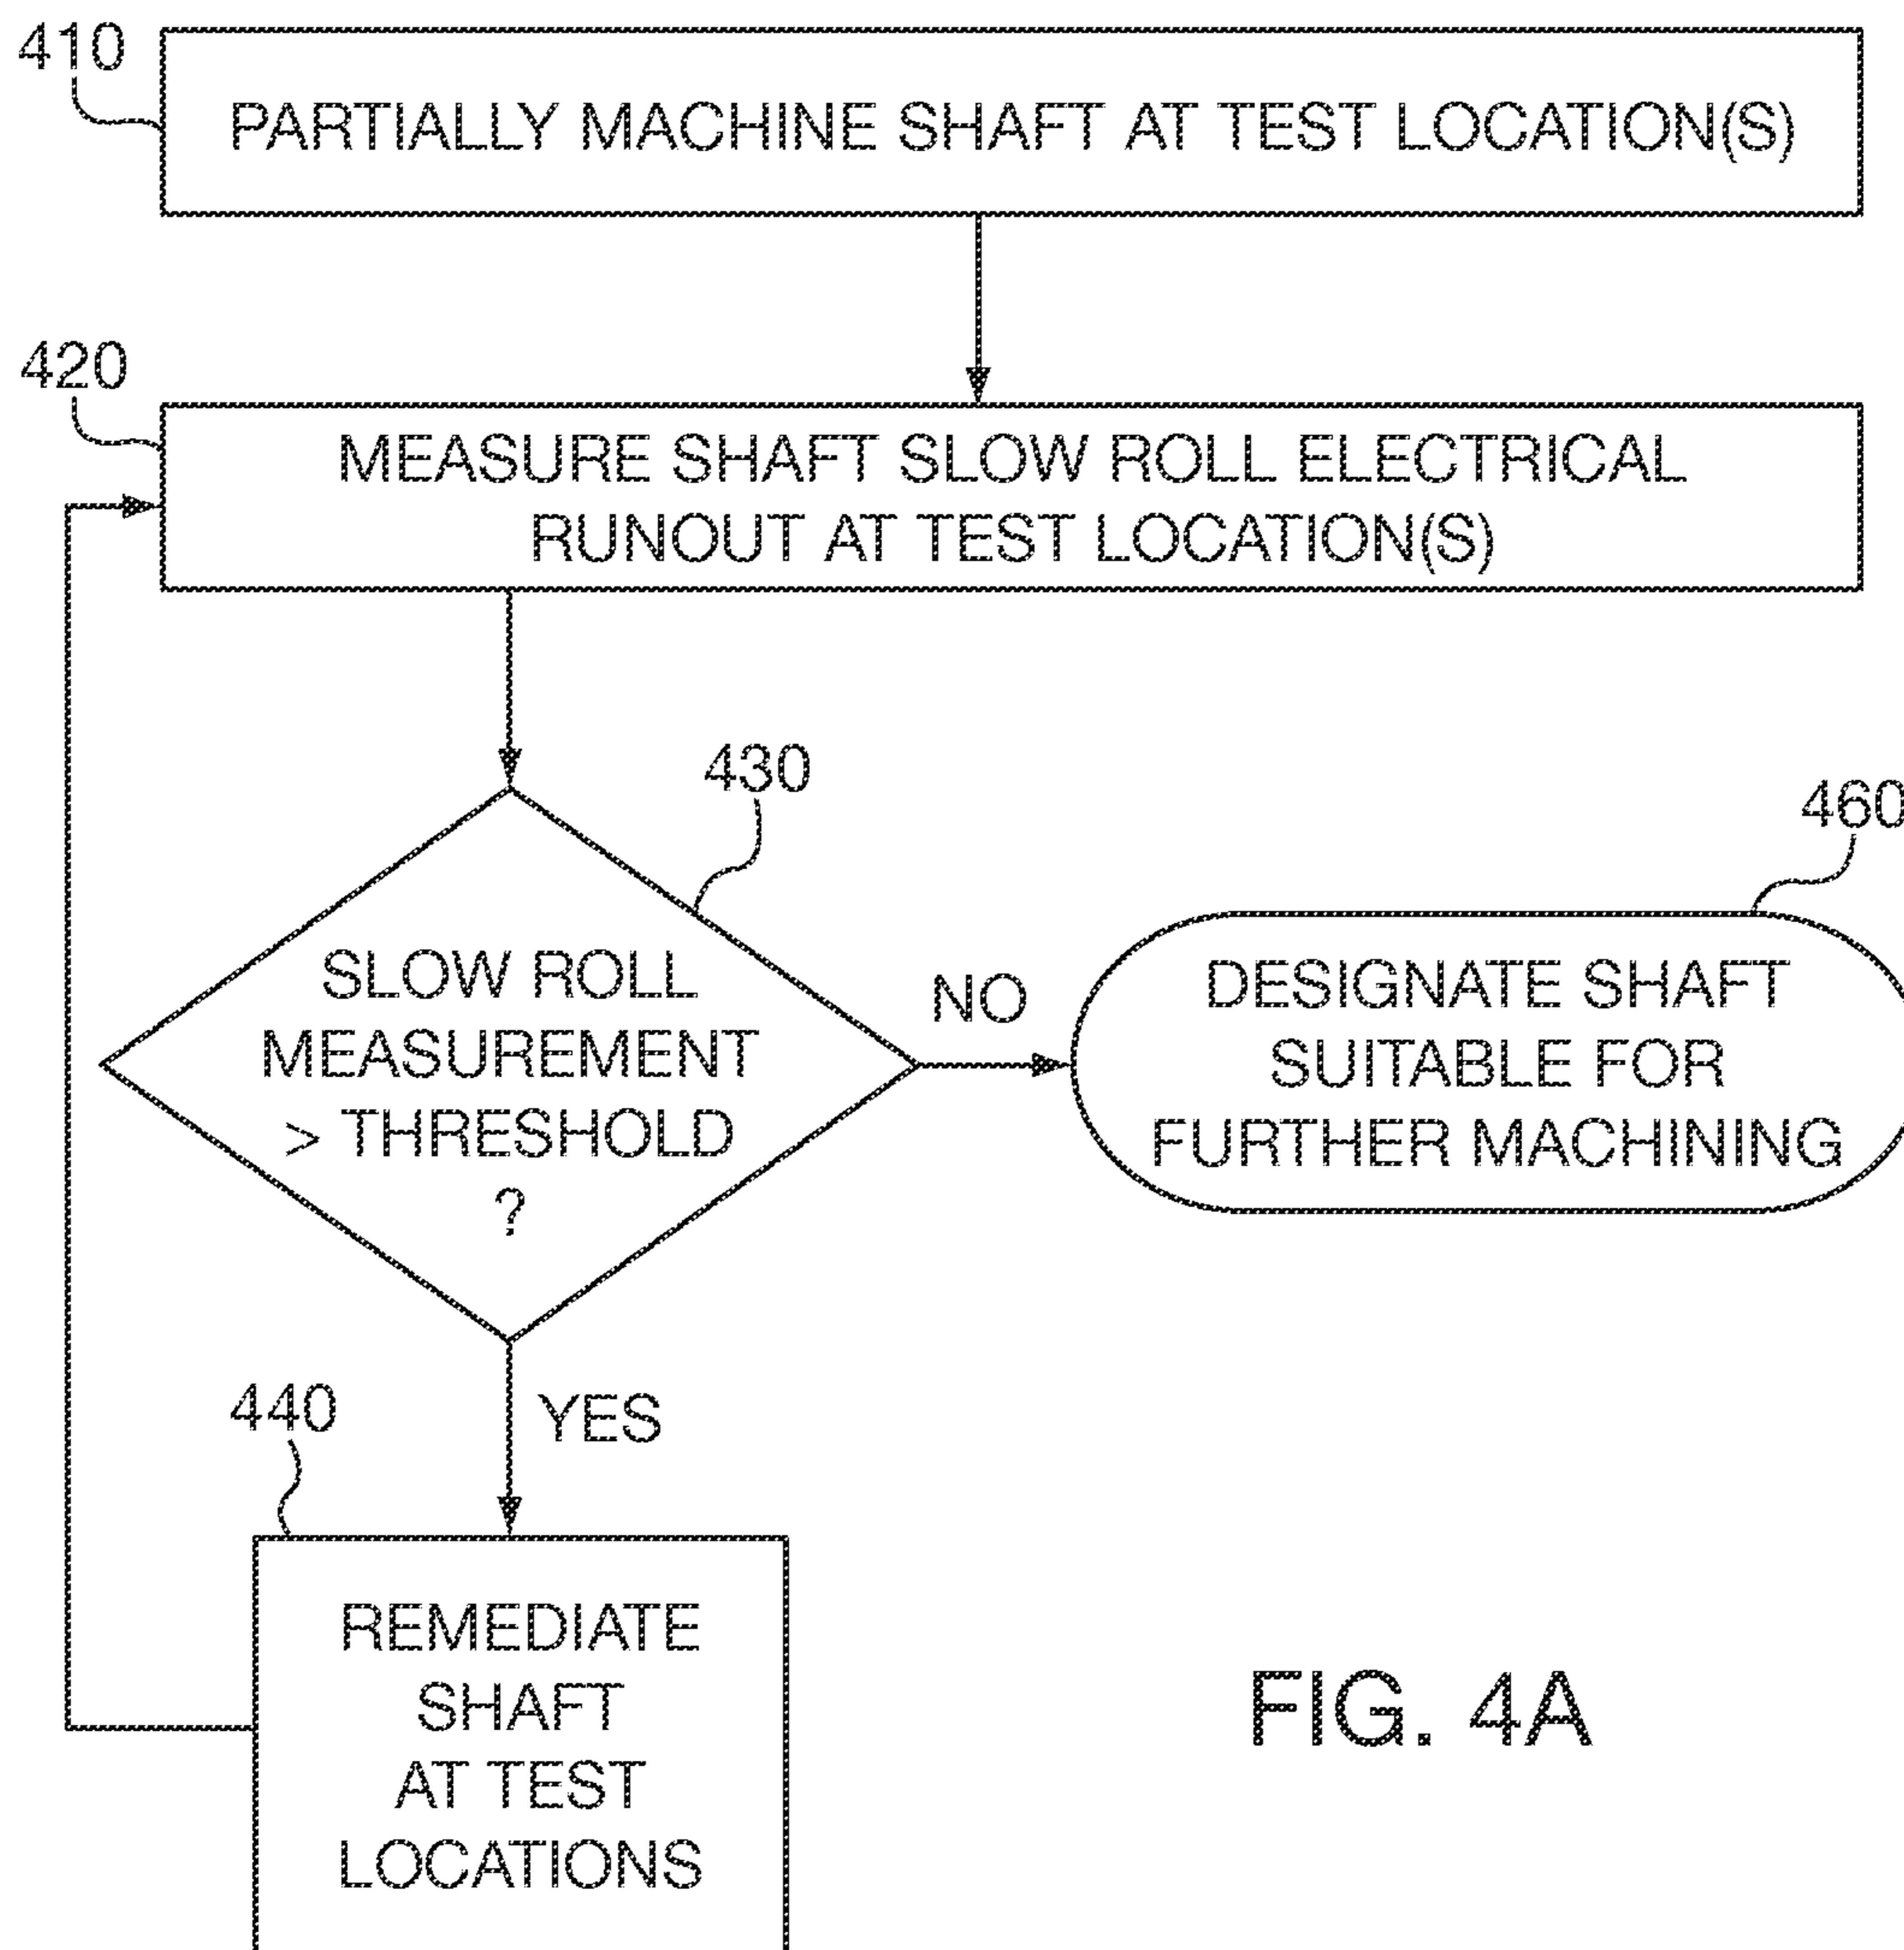 410
PARTIALLY MACHINE SHAFT AT TEST LOCATION(S)
420
MEASURE SHAFT SLOW ROLL ELECTRICAL
RUNOUT AT TEST LOCATION(S)
430
SLOW ROLL
MEASUREMENT
> THRESHOLD
?
NO
460
DESIGNATE SHAFT
SUITABLE FOR
FURTHER MACHINING
YES
440
REMEDIATE
SHAFT
AT TEST
LOCATIONS
FIG. 4A